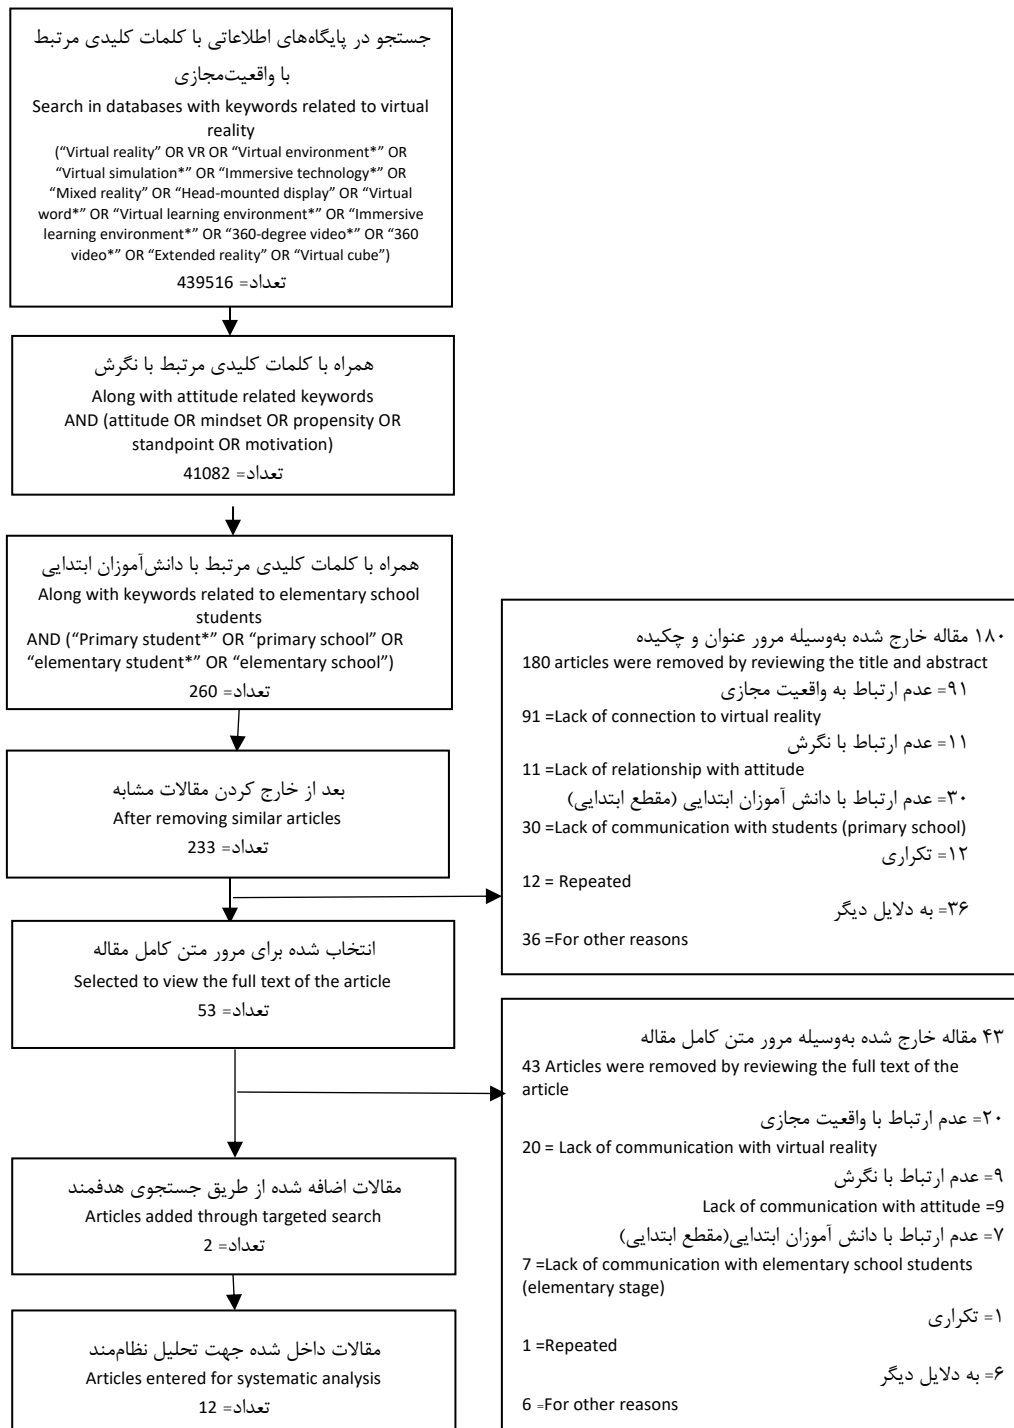 جستجو در پایگاه‌های اطلاعاتی با کلمات کلیدی مرتبط
با واقعیت‌مجازی
Search in databases with keywords related to virtual
reality
(“Virtual reality” OR VR OR “Virtual environment*” OR
“Virtual simulation*” OR “Immersive technology*” OR
“Mixed reality” OR “Head-mounted display” OR “Virtual
word*” OR “Virtual learning environment*” OR “Immersive
learning environment*” OR “360-degree video*” OR “360
video*” OR “Extended reality” OR “Virtual cube”)
تعداد= 439516
همراه با کلمات کلیدی مرتبط با نگرش
Along with attitude related keywords
AND (attitude OR mindset OR propensity OR
standpoint OR motivation)
تعداد= 41082
همراه با کلمات کلیدی مرتبط با دانش‌آموزان ابتدایی
Along with keywords related to elementary school
students
AND (“Primary student*” OR “primary school” OR
“elementary student*” OR “elementary school”)
تعداد= 260
بعد از خارج کردن مقالات مشابه
After removing similar articles
تعداد= 233
۱۸۰ مقاله خارج شده به‌وسیله مرور عنوان و چکیده
180 articles were removed by reviewing the title and abstract
۹۱= عدم ارتباط به واقعیت مجازی
91 =Lack of connection to virtual reality
۱۱= عدم ارتباط با نگرش
11 =Lack of relationship with attitude
۳۰= عدم ارتباط با دانش آموزان ابتدایی (مقطع ابتدایی)
30 =Lack of communication with students (primary school)
۱۲= تکراری
12 = Repeated
۳۶= به دلایل دیگر
36 =For other reasons
انتخاب شده برای مرور متن کامل مقاله
Selected to view the full text of the article
تعداد= 53
۴۳ مقاله خارج شده به‌وسیله مرور متن کامل مقاله
43 Articles were removed by reviewing the full text of the
article
۲۰= عدم ارتباط با واقعیت مجازی
20 = Lack of communication with virtual reality
۹= عدم ارتباط با نگرش
Lack of communication with attitude =9
۷= عدم ارتباط با دانش آموزان ابتدایی(مقطع ابتدایی)
7 =Lack of communication with elementary school students
(elementary stage)
۱= تکراری
1 =Repeated
۶= به دلایل دیگر
6 =For other reasons
مقالات اضافه شده از طریق جستجوی هدفمند
Articles added through targeted search
تعداد= 2
مقالات داخل شده جهت تحلیل نظام‌مند
Articles entered for systematic analysis
تعداد= 12